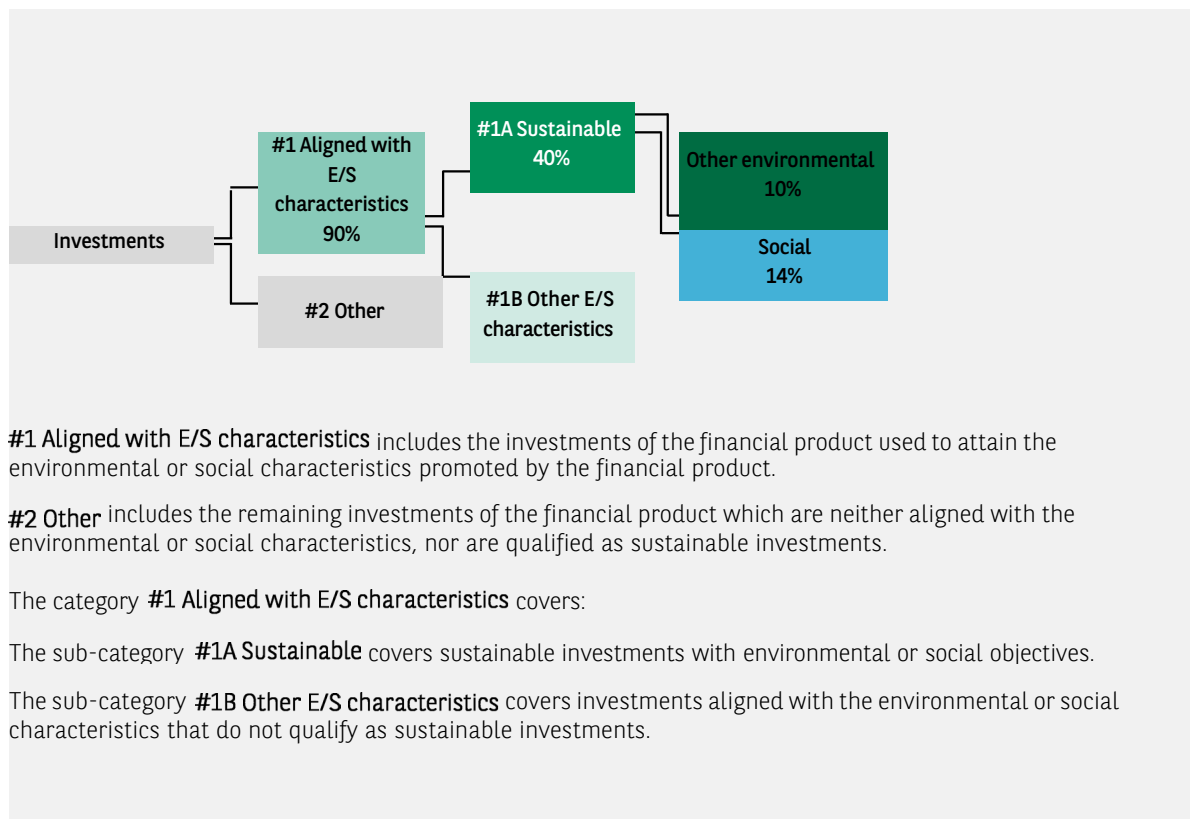 Investments
#1 Aligned with
E/S
characteristics
90%
#2 Other
#1A Sustainable
40%
#1B Other E/S
characteristics
Other environmental
10%
Social
14%
#1 Aligned with E/S characteristics includes the investments of the financial product used to attain the
environmental or social characteristics promoted by the financial product.
#2 Other includes the remaining investments of the financial product which are neither aligned with the
environmental or social characteristics, nor are qualified as sustainable investments.
The category #1 Aligned with E/S characteristics covers:
The sub-category #1A Sustainable covers sustainable investments with environmental or social objectives.
The sub-category #1B Other E/S characteristics covers investments aligned with the environmental or social
characteristics that do not qualify as sustainable investments.